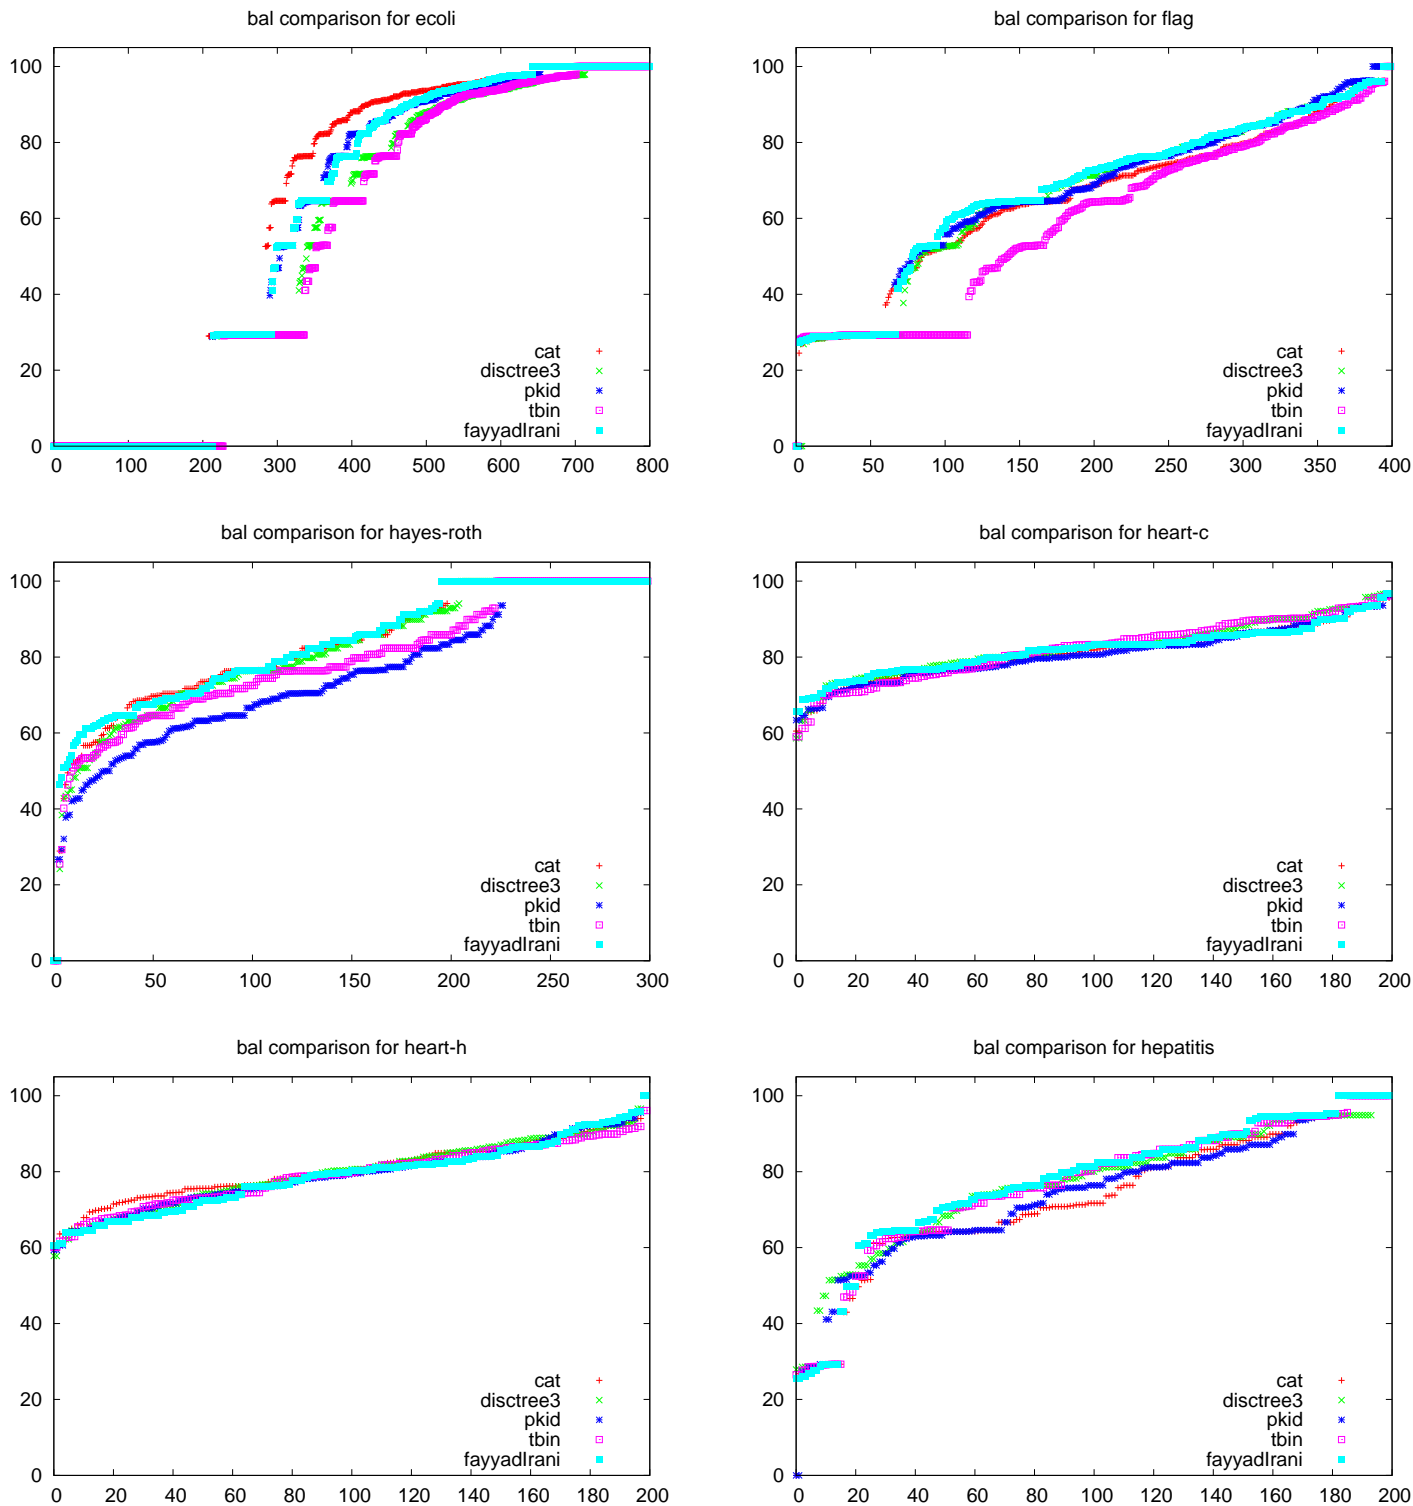 bal comparison for ecoli
100
80
60
40
20
0
0 100 200 300 400 500 600 700 800
cat
disctree3
pkid
tbin
fayyadIrani
bal comparison for flag
100
80
60
40
20
0
0 50 100 150 200 250 300 350 400
cat
disctree3
pkid
tbin
fayyadIrani
bal comparison for hayes-roth
100
80
60
40
20
0
0 50 100 150 200 250 300
cat
disctree3
pkid
tbin
fayyadIrani
bal comparison for heart-c
100
80
60
40
20
0
0 20 40 60 80 100 120 140 160 180 200
cat
disctree3
pkid
tbin
fayyadIrani
bal comparison for heart-h
100
80
60
40
20
0
0 20 40 60 80 100 120 140 160 180 200
cat
disctree3
pkid
tbin
fayyadIrani
bal comparison for hepatitis
100
80
60
40
20
0
0 20 40 60 80 100 120 140 160 180 200
cat
disctree3
pkid
tbin
fayyadIrani